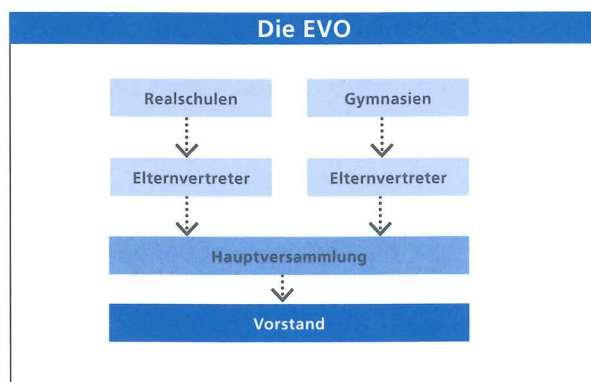 Die EVO
Realschulen
Gymnasien
Elternvertreter
Elternvertreter
Hauptversammlung
Vorstand